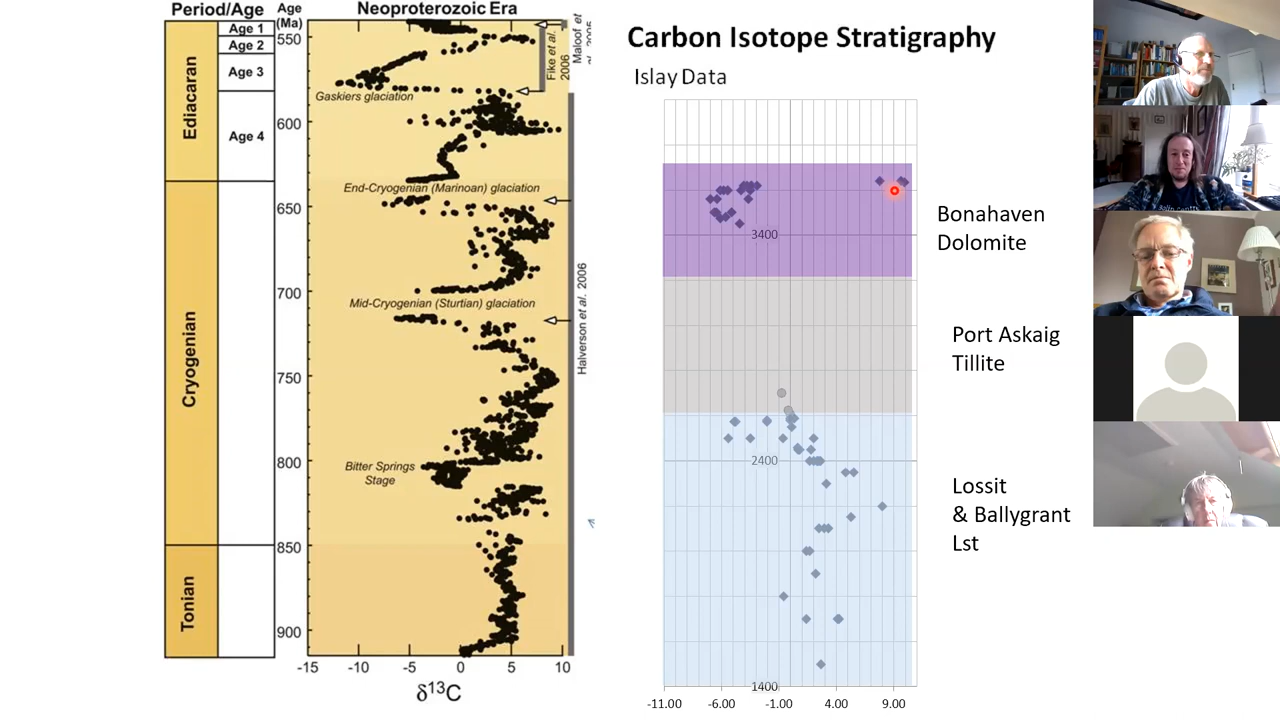 Period/Age
Age
(Ma)
Neoproterozoic Era
Ediacaran
Cryogenian
Tonian
Age 1
Age 2
Age 3
Age 4
550
600
650
700
750
800
850
900
Gaskiers glaciation
End-Cryogenian (Marinoan) glaciation
Mid-Cryogenian (Sturtian) glaciation
Bitter Springs
Stage
-15 -10 -5 0 5 10
δ13C
Fike et al.
2006
Maloof et
al. 2005
Halverson et al. 2006
Carbon Isotope Stratigraphy
Islay Data
3400
2400
1400
-11.00 -6.00 -1.00 4.00 9.00
Bonahaven
Dolomite
Port Askaig
Tillite
Lossit
& Ballygrant
Lst